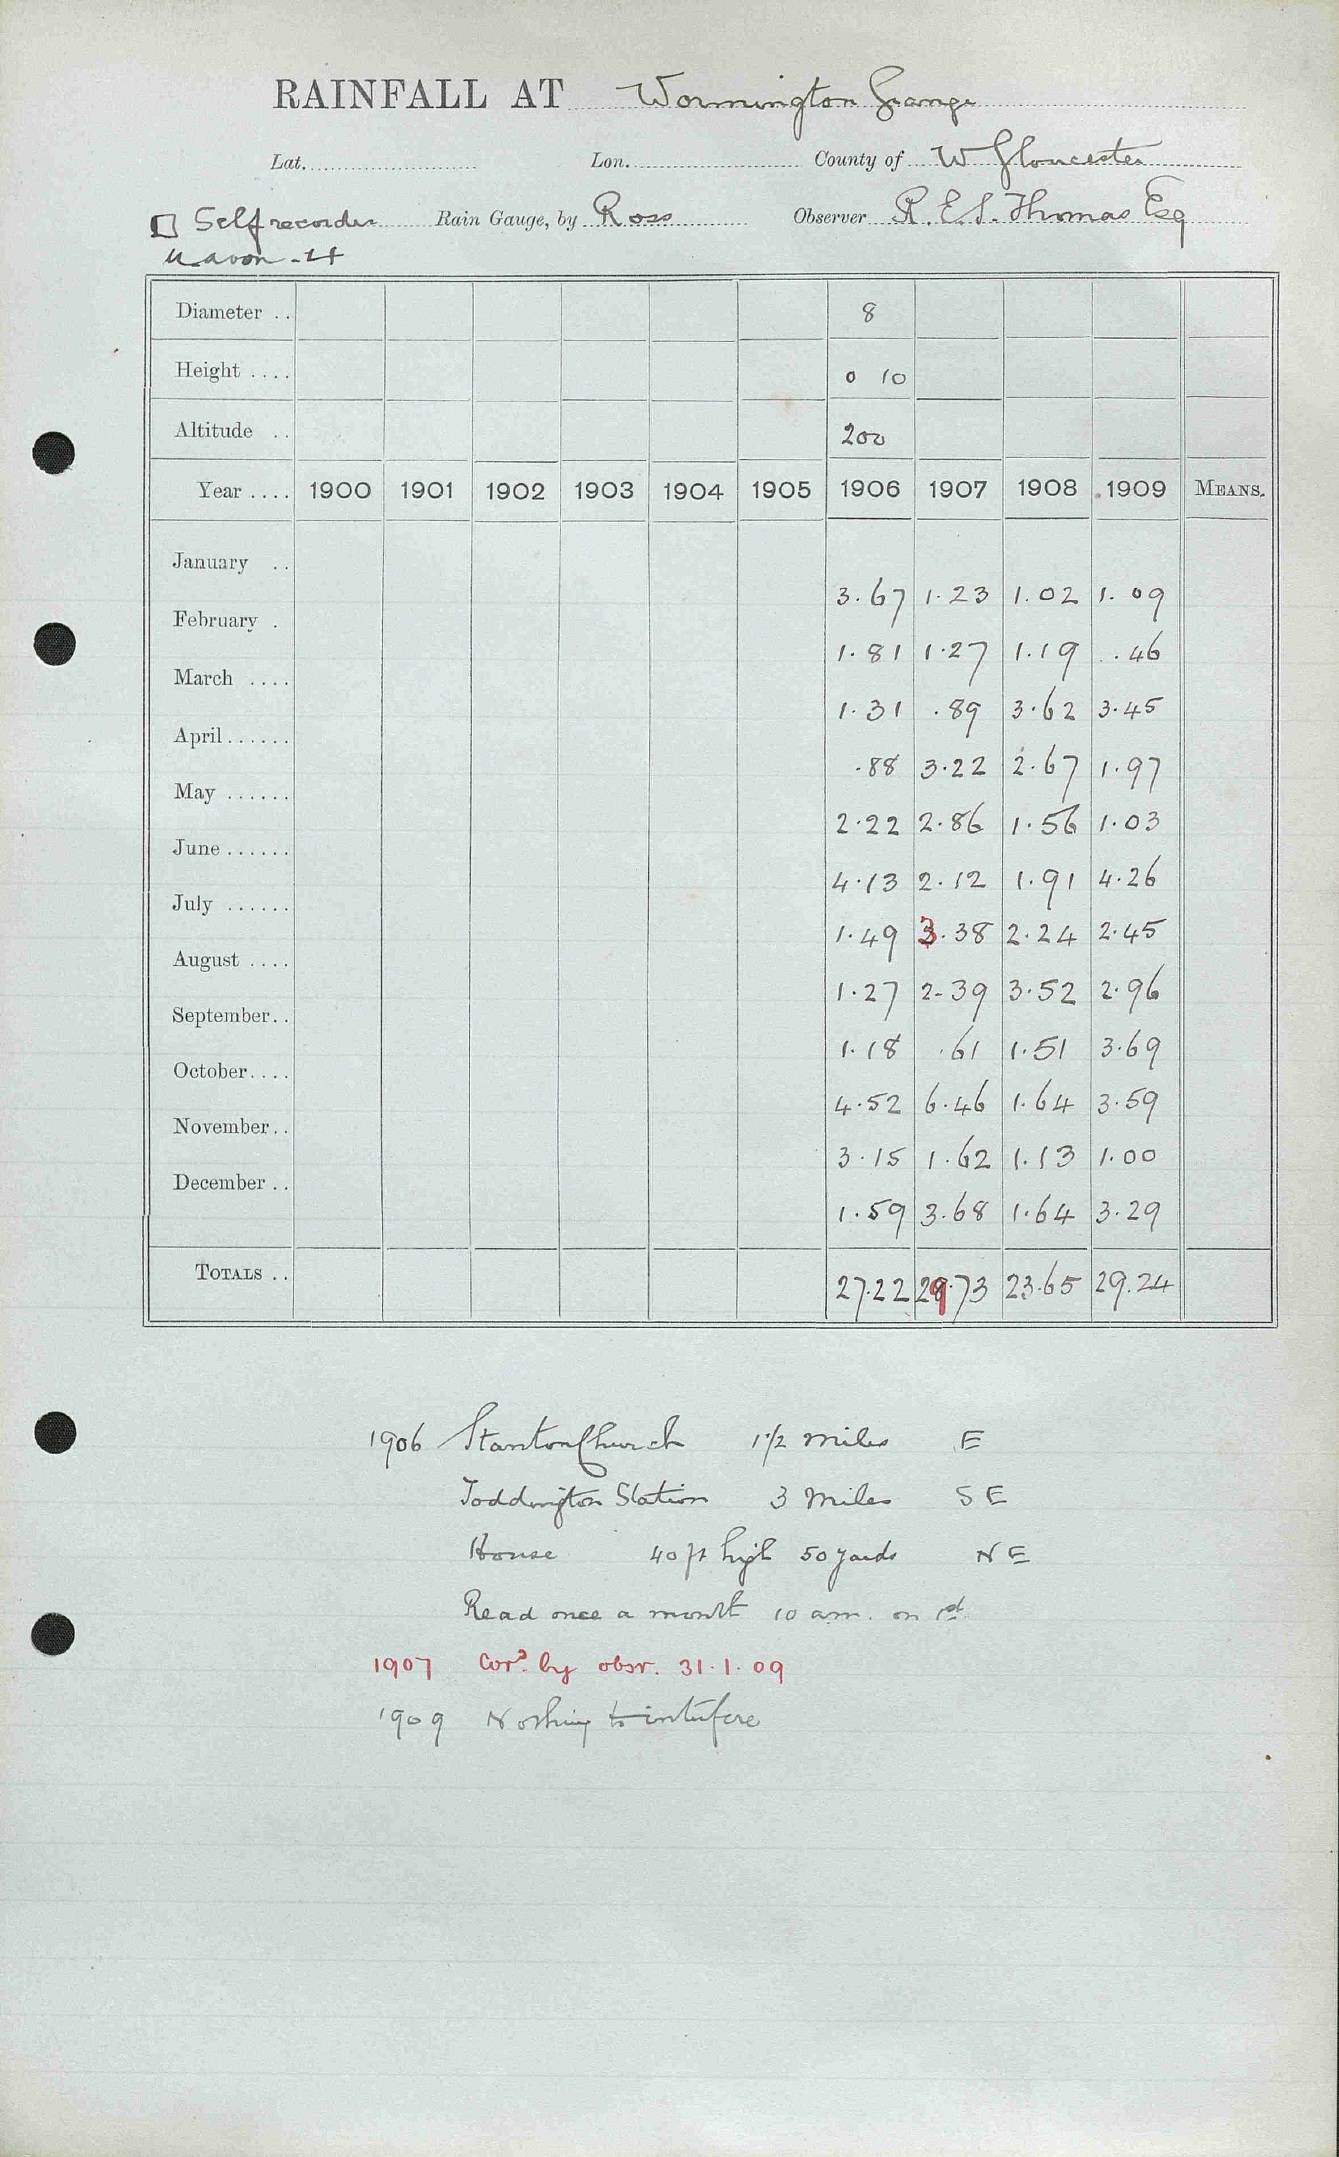 RAINFALL AT Wormington Grange
Lat. Lon. County of W Gloucester
Self recorder Rain Gauge, by Ross Observer R. E. S. Thomas Esq
Diameter .. 8
Height .... 0 10
Altitude .. 200
Year .... 1900 1901 1902 1903 1904 1905 1906 1907 1908 1909 MEANS.
January .. 3.67 1.23 1.02 1.09
February . 1.81 1.27 1.19 .46
March .... 1.31 .89 3.62 3.45
April ...... .88 3.22 2.67 1.97
May ...... 2.22 2.86 1.56 1.03
June ...... 4.13 2.12 1.91 4.26
July ...... 1.49 3.38 2.24 2.45
August .... 1.27 2.39 3.52 2.96
September.. 1.18 .61 1.51 3.69
October.... 4.52 6.46 1.64 3.59
November.. 3.15 1.62 1.13 1.00
December .. 1.59 3.68 1.64 3.29
TOTALS .. 27.22 29.73 23.65 29.24
1906 Stanton Church 1½ miles E
Toddington Station 3 miles SE
House 40 ft high 50 yards NE
Read once a month 10 am. on 1st
1907 Cor^d. by obsr. 31.1.09
1909 Nothing to interfere